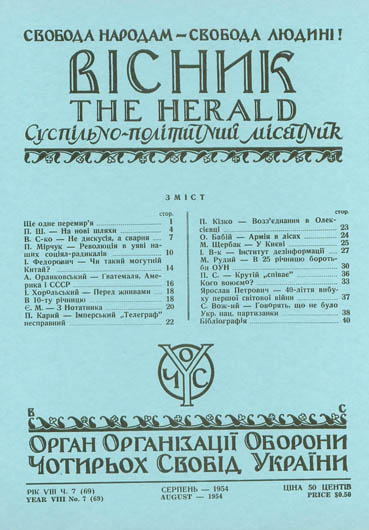 СВОБОДА НАРОДАМ — СВОБОДА ЛЮДИНІ!
ВІСНИК
THE HERALD
СУСПІЛЬНО-ПОЛІТИЧНИЙ МІСЯЧНИК
ЗМІСТ
стор.
Ще одне перемир'я 1
П. Ш. — На нові шляхи 4
В. С-ко — Не дискусія, а сварня 7
П. Мірчук — Революція в уяві на-
ших соціял-радикалів 10
І. Федорович — Чи такий могутній
Китай? 14
А. Орликовський — Гватемаля, Аме-
рика і СССР 16
І. Хорольський — Перед жнивами 18
В 10-ту річницю 18
Є. М. — З Нотатника 20
П. Карий — Імперський „Телеграф"
несправний 22
стор.
П. Кізко — Возз'єднання в Олек-
сієвці 23
О. Бабій — Армія в лісах 24
М. Щербак — У Києві 25
І. В-к — Інститут дезінформації 27
М. Рудий — В 25 річницю бороть-
би ОУН 30
П. С. — Крутій „співає" 36
Кого воюємо? 33
Ярослав Петрович — 40-ліття вибу-
ху першої світової війни 37
С. Вож-ий — Говорять, що не було
Укр. нац. партизанки 38
Бібліографія 40
ЧОС
В С
ОРГАН ОРГАНІЗАЦІЇ ОБОРОНИ
ЧОТИРЬОХ СВОБІД УКРАЇНИ
РІК VIII Ч. 7 (69) СЕРПЕНЬ — 1954 ЦІНА 50 ЦЕНТІВ
YEAR VIII No. 7 (69) AUGUST — 1954 PRICE $0.50